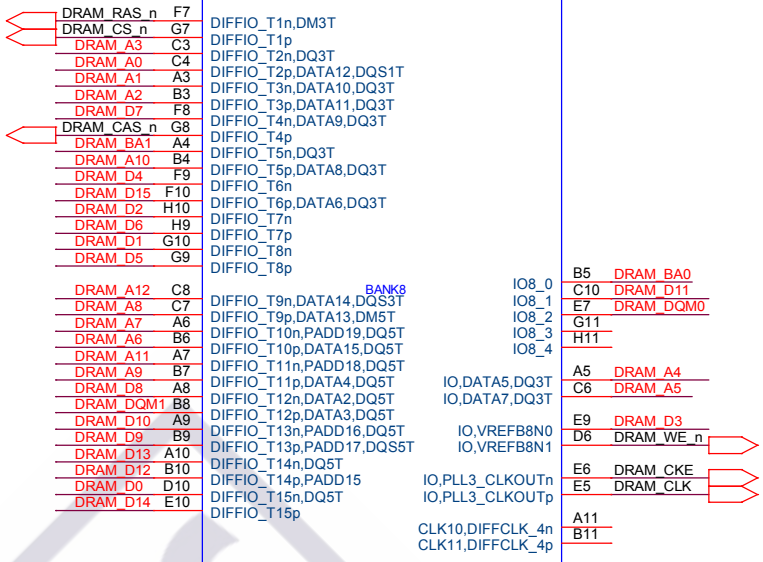 DRAM_RAS_n F7 DIFFIO_T1n,DM3T
DRAM_CS_n G7 DIFFIO_T1p
DRAM_A3 C3 DIFFIO_T2n,DQ3T
DRAM_A0 C4 DIFFIO_T2p,DATA12,DQS1T
DRAM_A1 A3 DIFFIO_T3n,DATA10,DQ3T
DRAM_A2 B3 DIFFIO_T3p,DATA11,DQ3T
DRAM_D7 F8 DIFFIO_T4n,DATA9,DQ3T
DRAM_CAS_n G8 DIFFIO_T4p
DRAM_BA1 A4 DIFFIO_T5n,DQ3T
DRAM_A10 B4 DIFFIO_T5p,DATA8,DQ3T
DRAM_D4 F9 DIFFIO_T6n
DRAM_D15 F10 DIFFIO_T6p,DATA6,DQ3T
DRAM_D2 H10 DIFFIO_T7n
DRAM_D6 H9 DIFFIO_T7p
DRAM_D1 G10 DIFFIO_T8n
DRAM_D5 G9 DIFFIO_T8p
BANK8
DRAM_A12 C8 DIFFIO_T9n,DATA14,DQS3T
DRAM_A8 C7 DIFFIO_T9p,DATA13,DM5T
DRAM_A7 A6 DIFFIO_T10n,PADD19,DQ5T
DRAM_A6 B6 DIFFIO_T10p,DATA15,DQ5T
DRAM_A11 A7 DIFFIO_T11n,PADD18,DQ5T
DRAM_A9 B7 DIFFIO_T11p,DATA4,DQ5T
DRAM_D8 A8 DIFFIO_T12n,DATA2,DQ5T
DRAM_DQM1 B8 DIFFIO_T12p,DATA3,DQ5T
DRAM_D10 A9 DIFFIO_T13n,PADD16,DQ5T
DRAM_D9 B9 DIFFIO_T13p,PADD17,DQS5T
DRAM_D13 A10 DIFFIO_T14n,DQ5T
DRAM_D12 B10 DIFFIO_T14p,PADD15
DRAM_D0 D10 DIFFIO_T15n,DQ5T
DRAM_D14 E10 DIFFIO_T15p
IO8_0 B5 DRAM_BA0
IO8_1 C10 DRAM_D11
IO8_2 E7 DRAM_DQM0
IO8_3 G11
IO8_4 H11
IO,DATA5,DQ3T A5 DRAM_A4
IO,DATA7,DQ3T C6 DRAM_A5
IO,VREFB8N0 E9 DRAM_D3
IO,VREFB8N1 D6 DRAM_WE_n
IO,PLL3_CLKOUTn E6 DRAM_CKE
IO,PLL3_CLKOUTp E5 DRAM_CLK
CLK10,DIFFCLK_4n A11
CLK11,DIFFCLK_4p B11